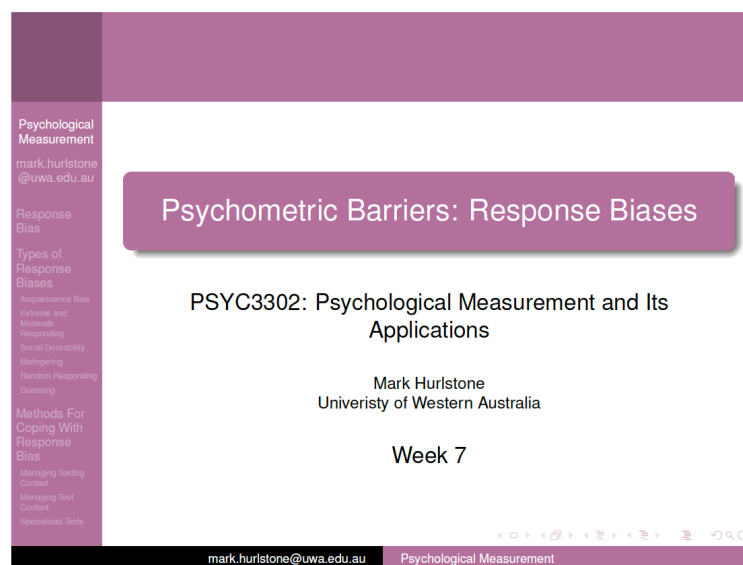 Psychological
Measurement
mark.hurlstone
@uwa.edu.au
Response
Bias
Types of
Response
Biases
Acquiescence Bias
Extreme and
Moderate
Responding
Social Desirability
Malingering
Random Responding
Guessing
Methods For
Coping With
Response
Bias
Managing Testing
Context
Managing Test
Content
Specialised Tests
Psychometric Barriers: Response Biases
PSYC3302: Psychological Measurement and Its
Applications
Mark Hurlstone
Univeristy of Western Australia
Week 7
mark.hurlstone@uwa.edu.au
Psychological Measurement